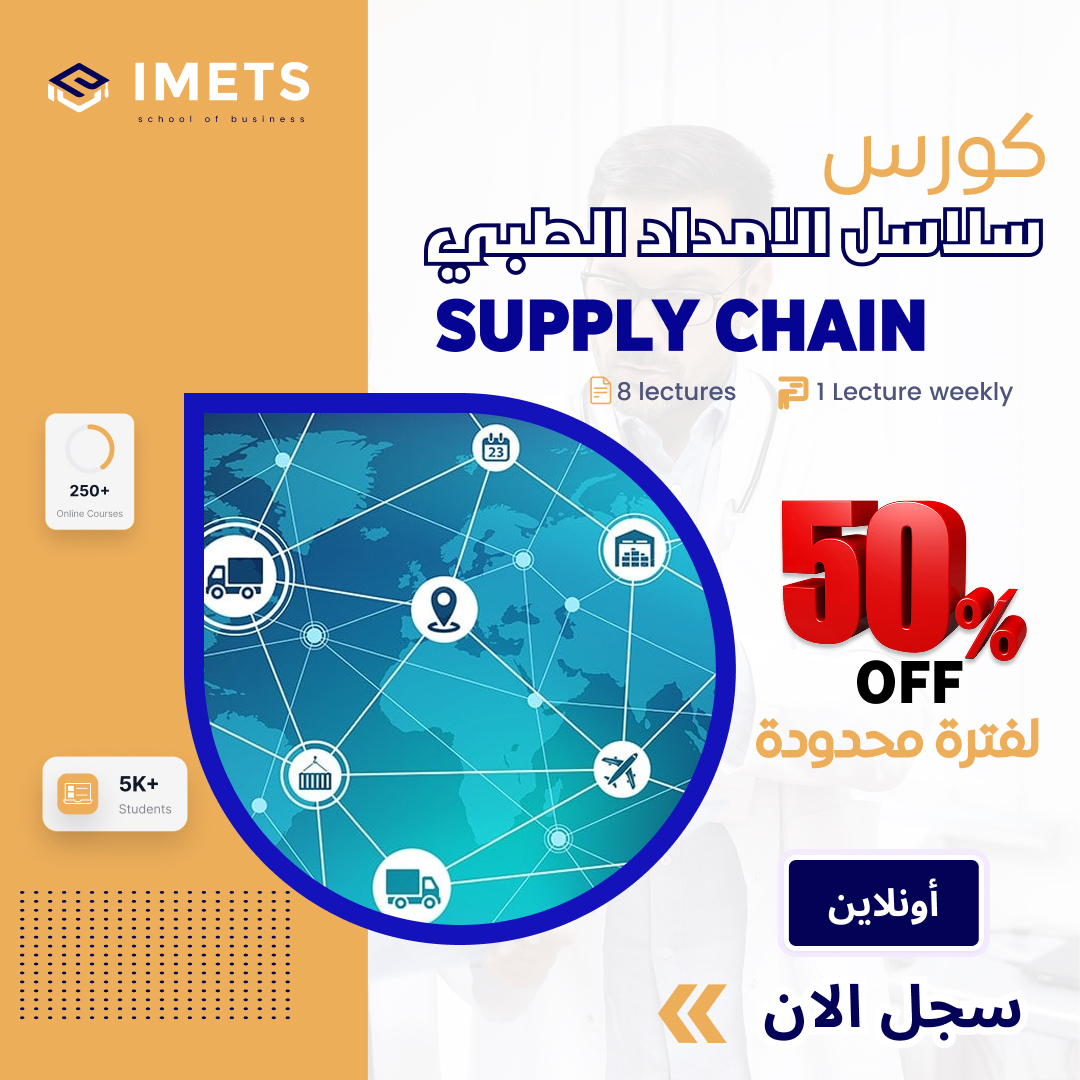 IMETS
school of business
كورس
سلاسل الامداد الطبي
SUPPLY CHAIN
8 lectures
1 Lecture weekly
23
250+
Online Courses
50%
OFF
لفترة محدودة
5K+
Students
أونلاين
سجل الان